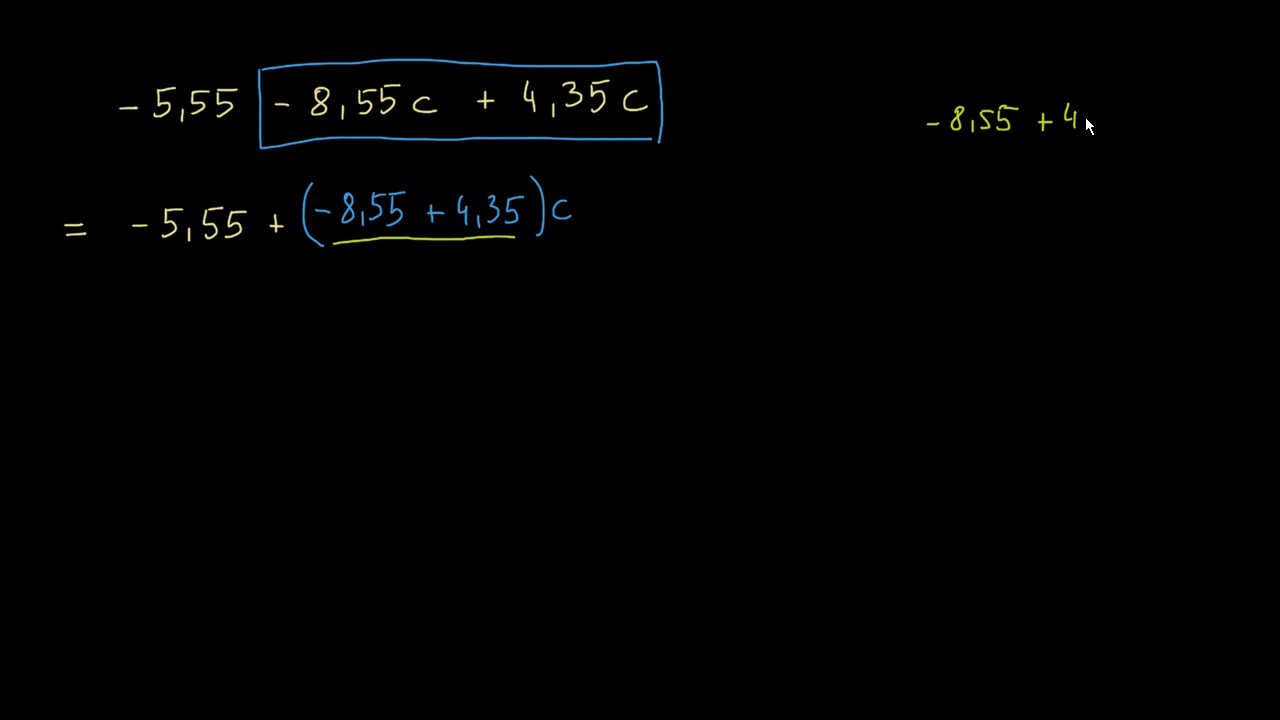 - 5,55 - 8,55c + 4,35c
- 8,55 + 4
= - 5,55 + (- 8,55 + 4,35)c